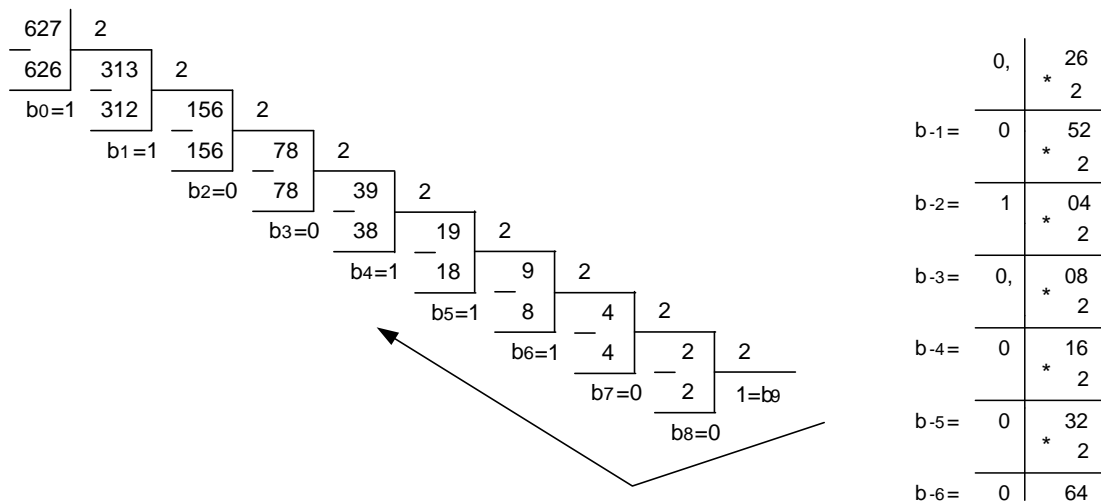 627 2
626 313 2
b0=1 312 156 2
b1=1 156 78 2
b2=0 78 39 2
b3=0 38 19 2
b4=1 18 9 2
b5=1 8 4 2
b6=1 4 2 2
b7=0 2 1=b9
b8=0
0, 26
* 2
b-1= 0 52
* 2
b-2= 1 04
* 2
b-3= 0, 08
* 2
b-4= 0 16
* 2
b-5= 0 32
* 2
b-6= 0 64